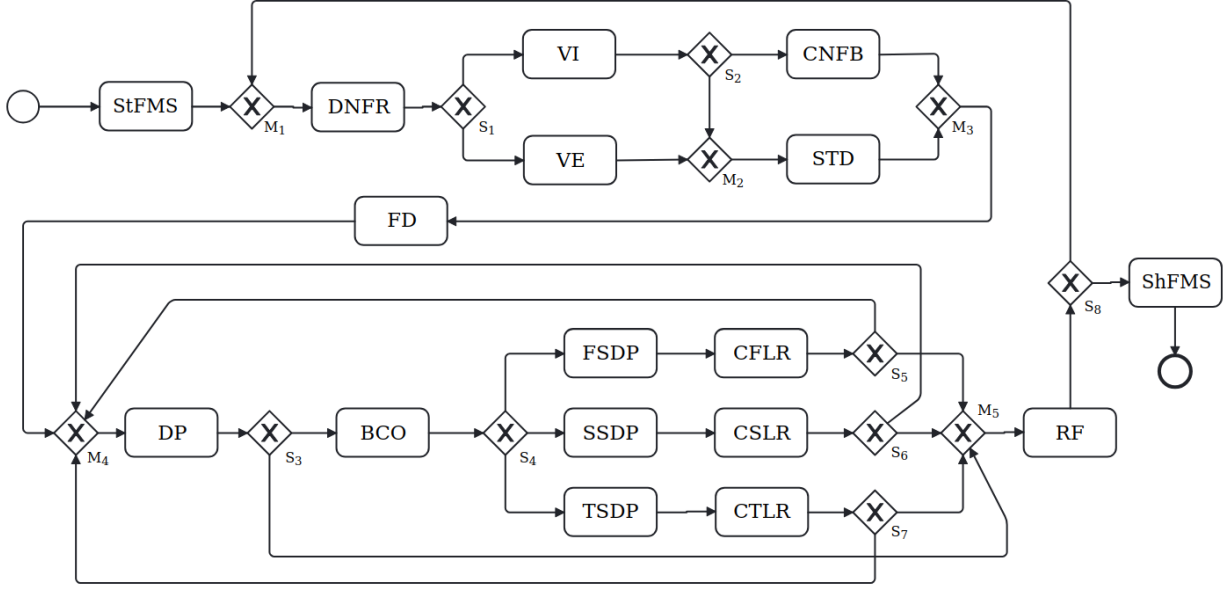 VI
CNFB
S2
StFMS
DNFR
M1
S1
M3
VE
STD
M2
FD
ShFMS
S8
FSDP
CFLR
S5
M5
DP
BCO
SSDP
CSLR
RF
M4
S3
S4
S6
TSDP
CTLR
S7